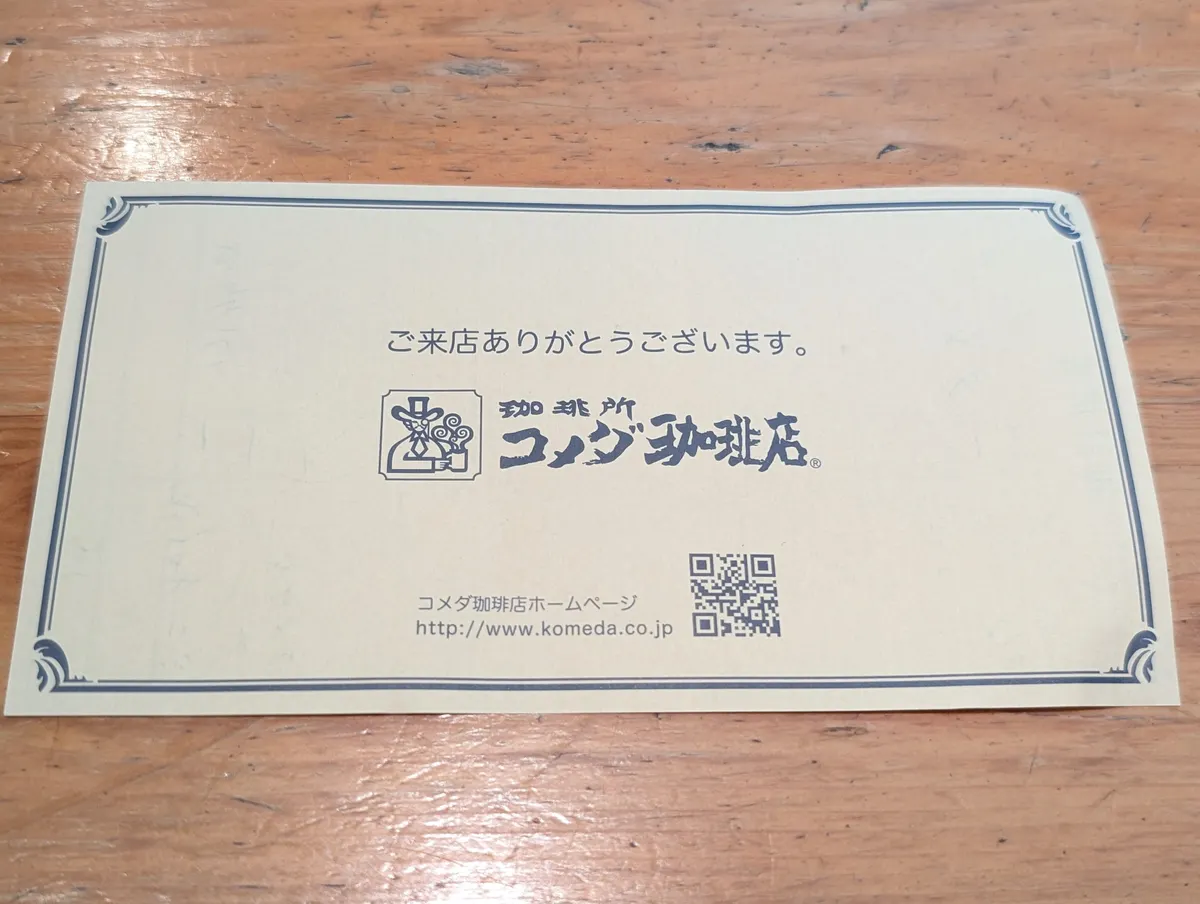 ご来店ありがとうございます。
珈琲所
コメダ珈琲店®
コメダ珈琲店ホームページ
http://www.komeda.co.jp